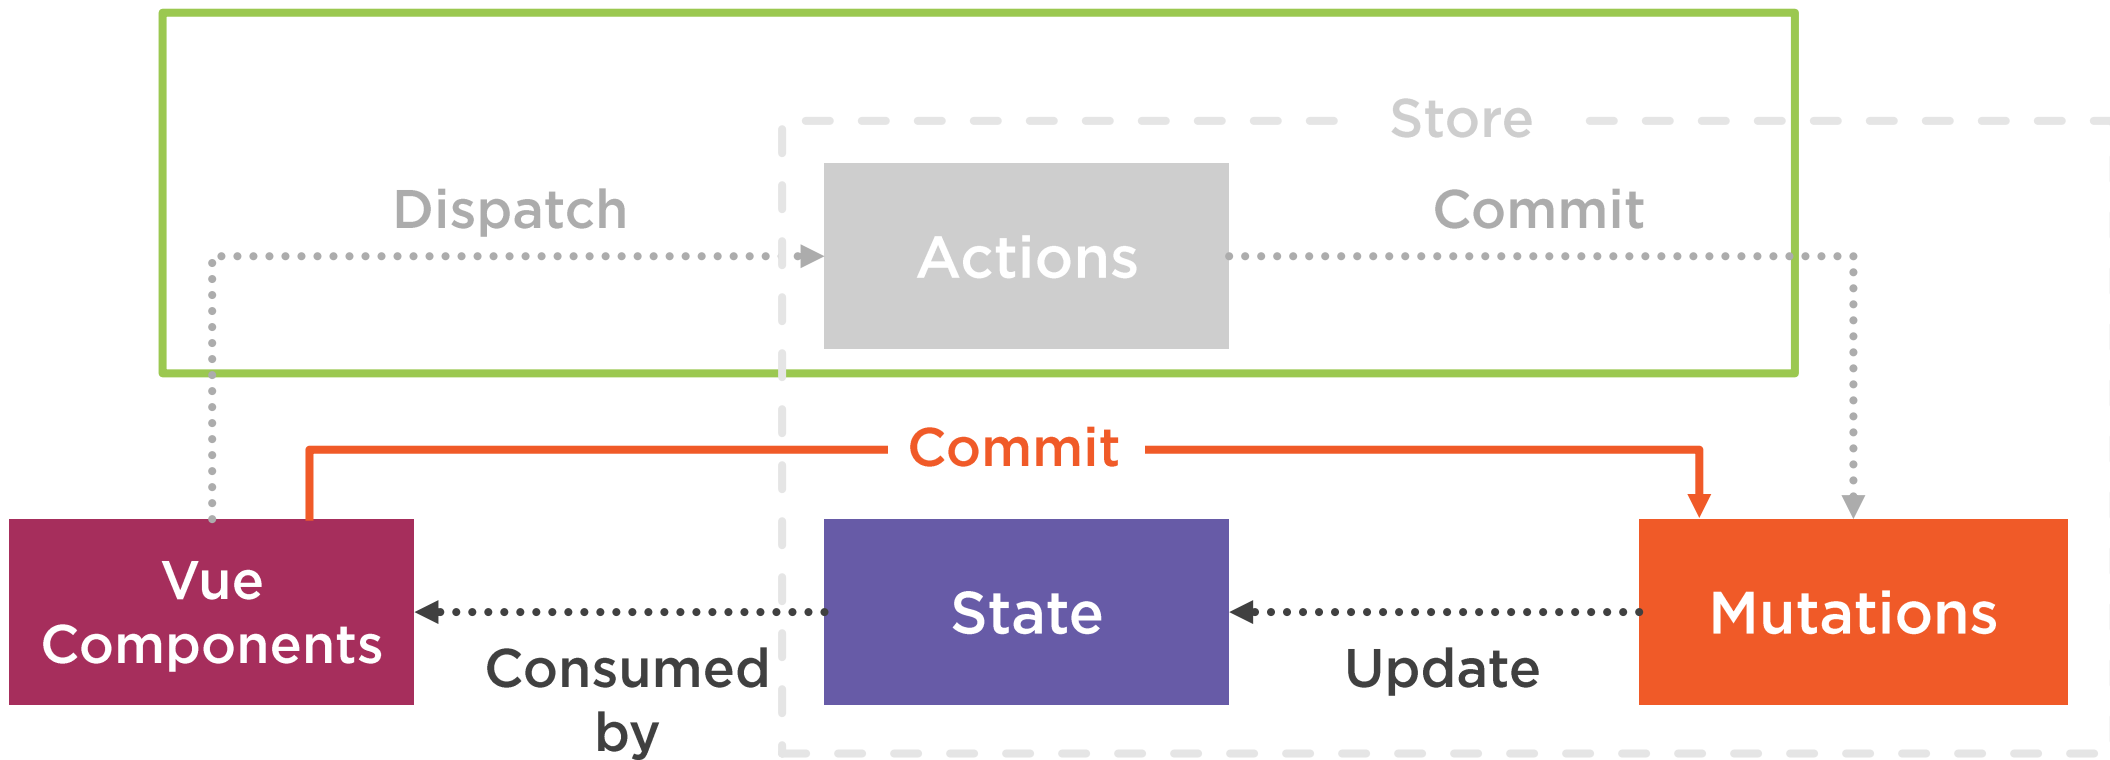 Store
Dispatch
Commit
Actions
Commit
Vue
Components
State
Mutations
Consumed
by
Update